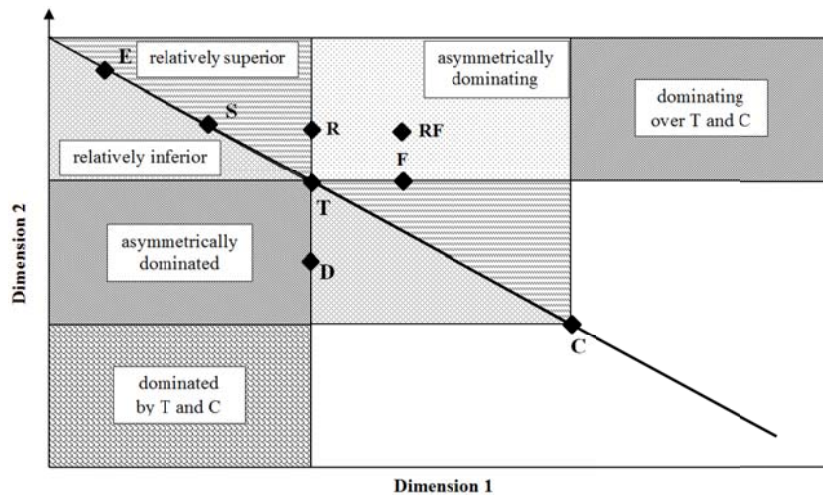 E
relatively superior
asymmetrically
dominating
dominating
over T and C
S
R
RF
relatively inferior
F
T
Dimension 2
asymmetrically
dominated
D
C
dominated
by T and C
Dimension 1